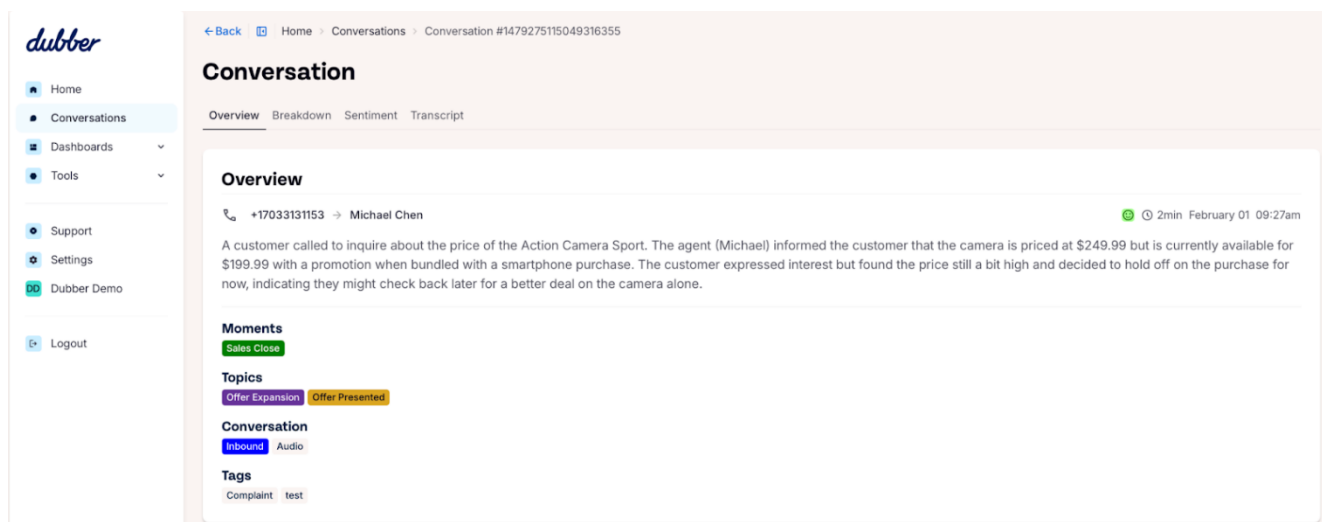 dubber
Home
Conversations
Dashboards
Tools
Support
Settings
DD Dubber Demo
Logout
Back Home > Conversations > Conversation #1479275115049316355
Conversation
Overview Breakdown Sentiment Transcript
Overview
+17033131153 → Michael Chen 2min February 01 09:27am
A customer called to inquire about the price of the Action Camera Sport. The agent (Michael) informed the customer that the camera is priced at $249.99 but is currently available for
$199.99 with a promotion when bundled with a smartphone purchase. The customer expressed interest but found the price still a bit high and decided to hold off on the purchase for
now, indicating they might check back later for a better deal on the camera alone.
Moments
Sales Close
Topics
Offer Expansion Offer Presented
Conversation
Inbound Audio
Tags
Complaint test